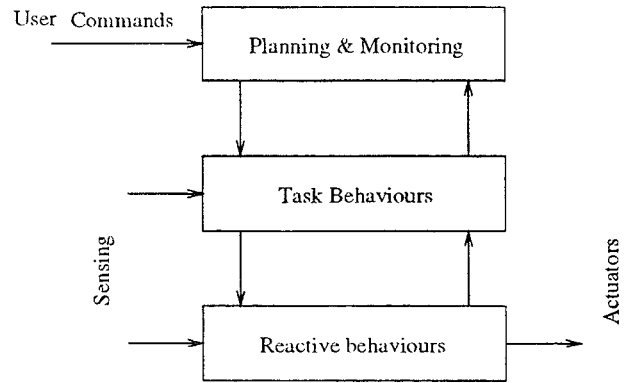 User Commands
Planning & Monitoring
Task Behaviours
Sensing
Actuators
Reactive behaviours